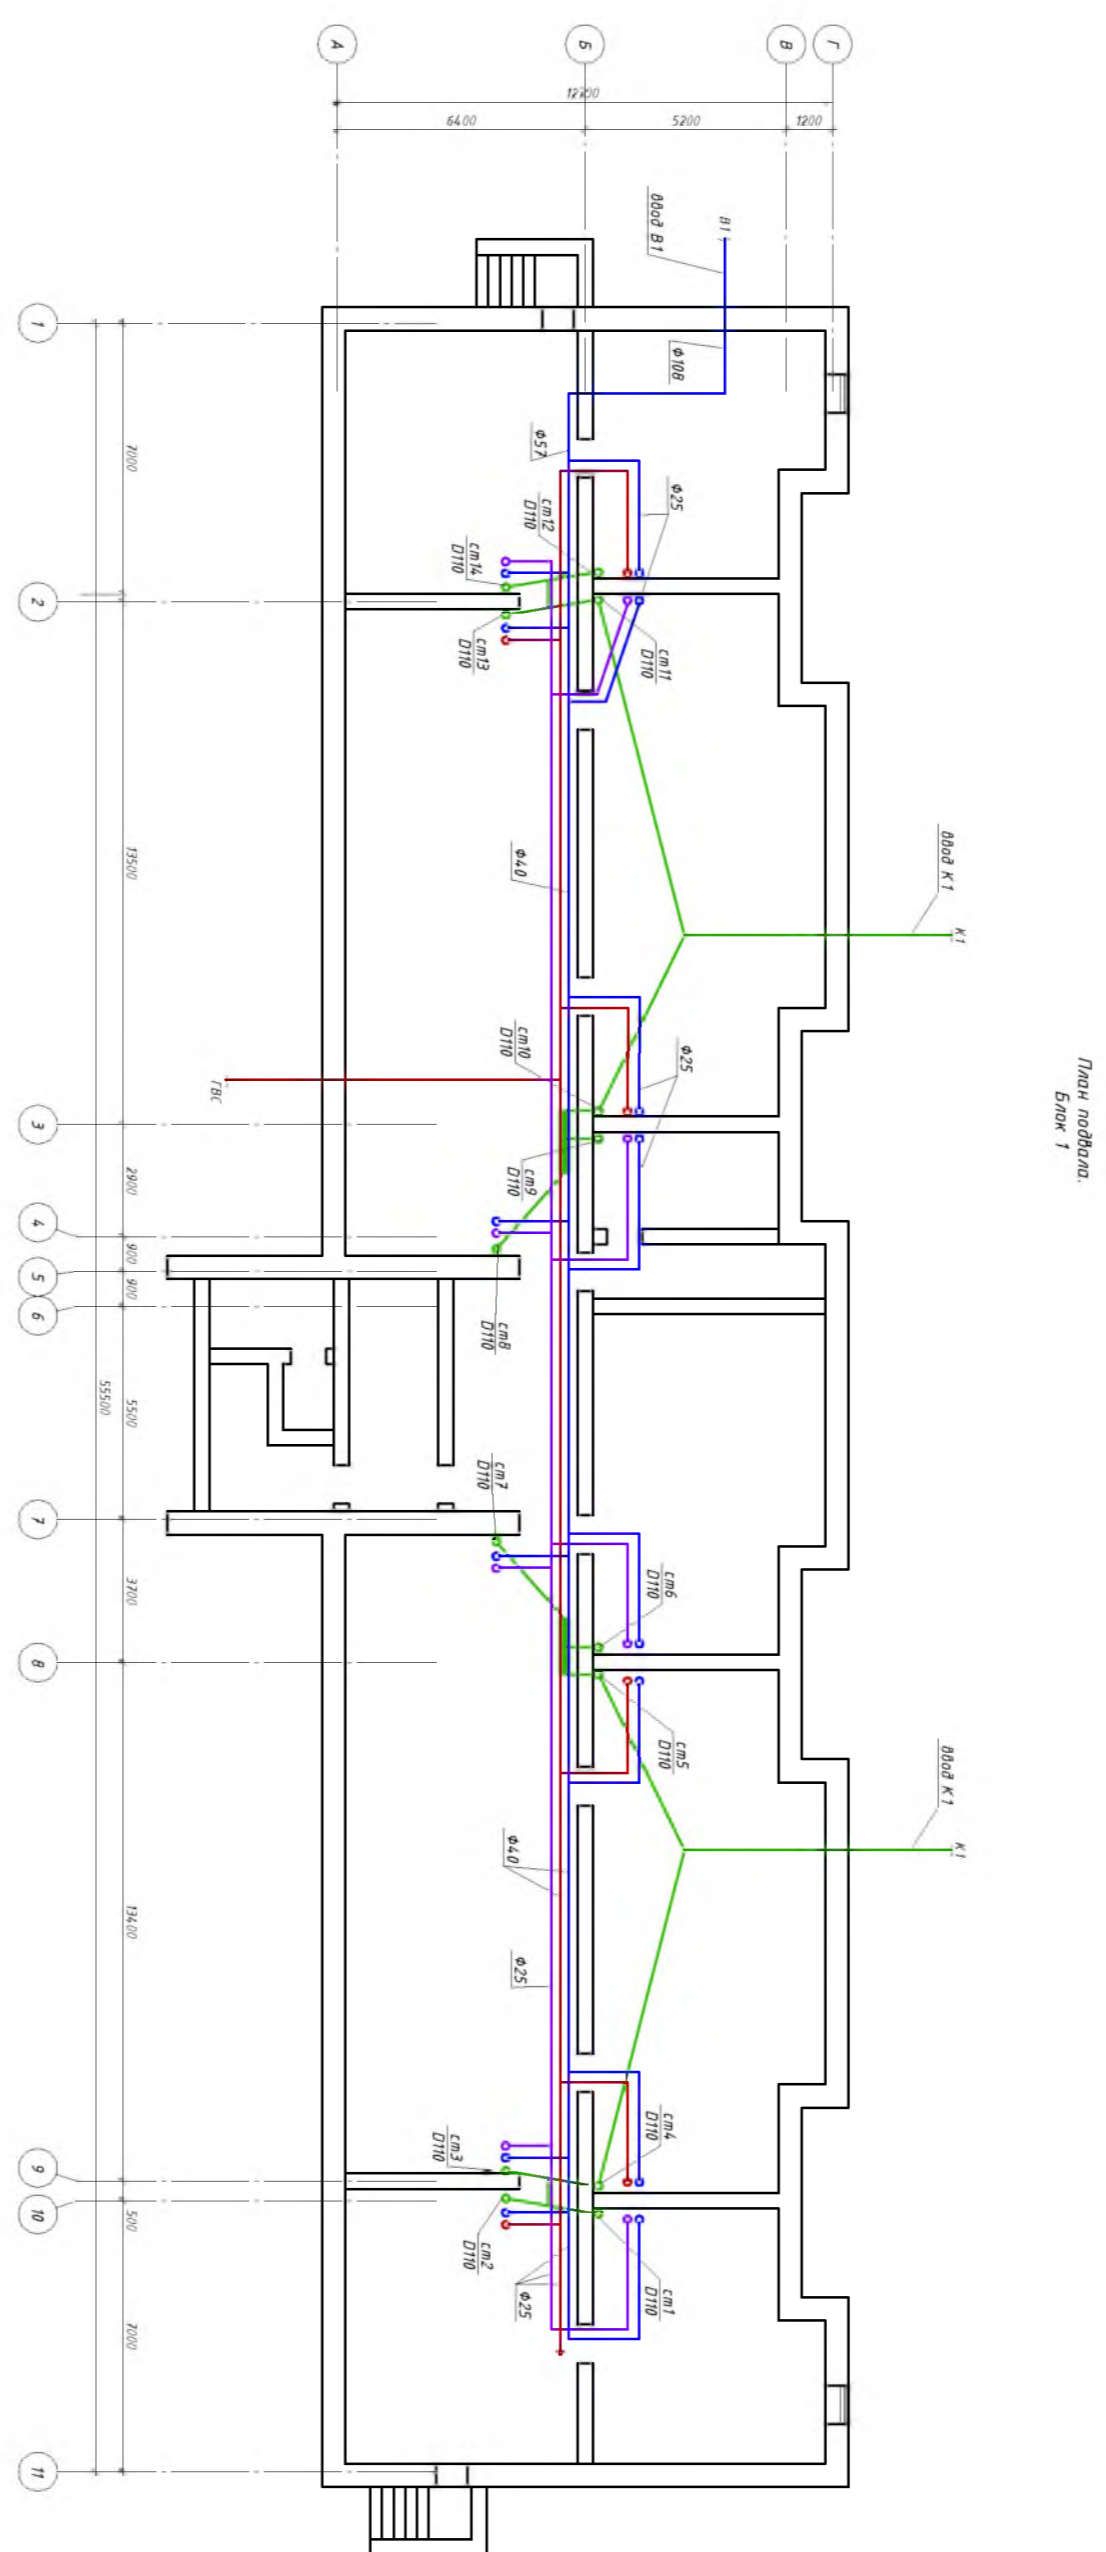 План подвала.
Блок 1
А
Б
В
Г
12700
6400
5200
1200
ввод В1
В1
Ф108
Ф57
Ф25
ст12
D110
ст14
D110
ст13
D110
ст11
D110
Ф40
ввод К1
К1
ст10
D110
Ф25
ст9
D110
ГВС
ст8
D110
ст7
D110
ст6
D110
ст5
D110
ввод К1
К1
Ф40
Ф25
ст4
D110
ст3
D110
ст2
D110
ст1
D110
Ф25
1
2
3
4
5
6
7
8
9
10
11
7000
13500
2900
900
900
5500
3700
13400
500
7000
55500